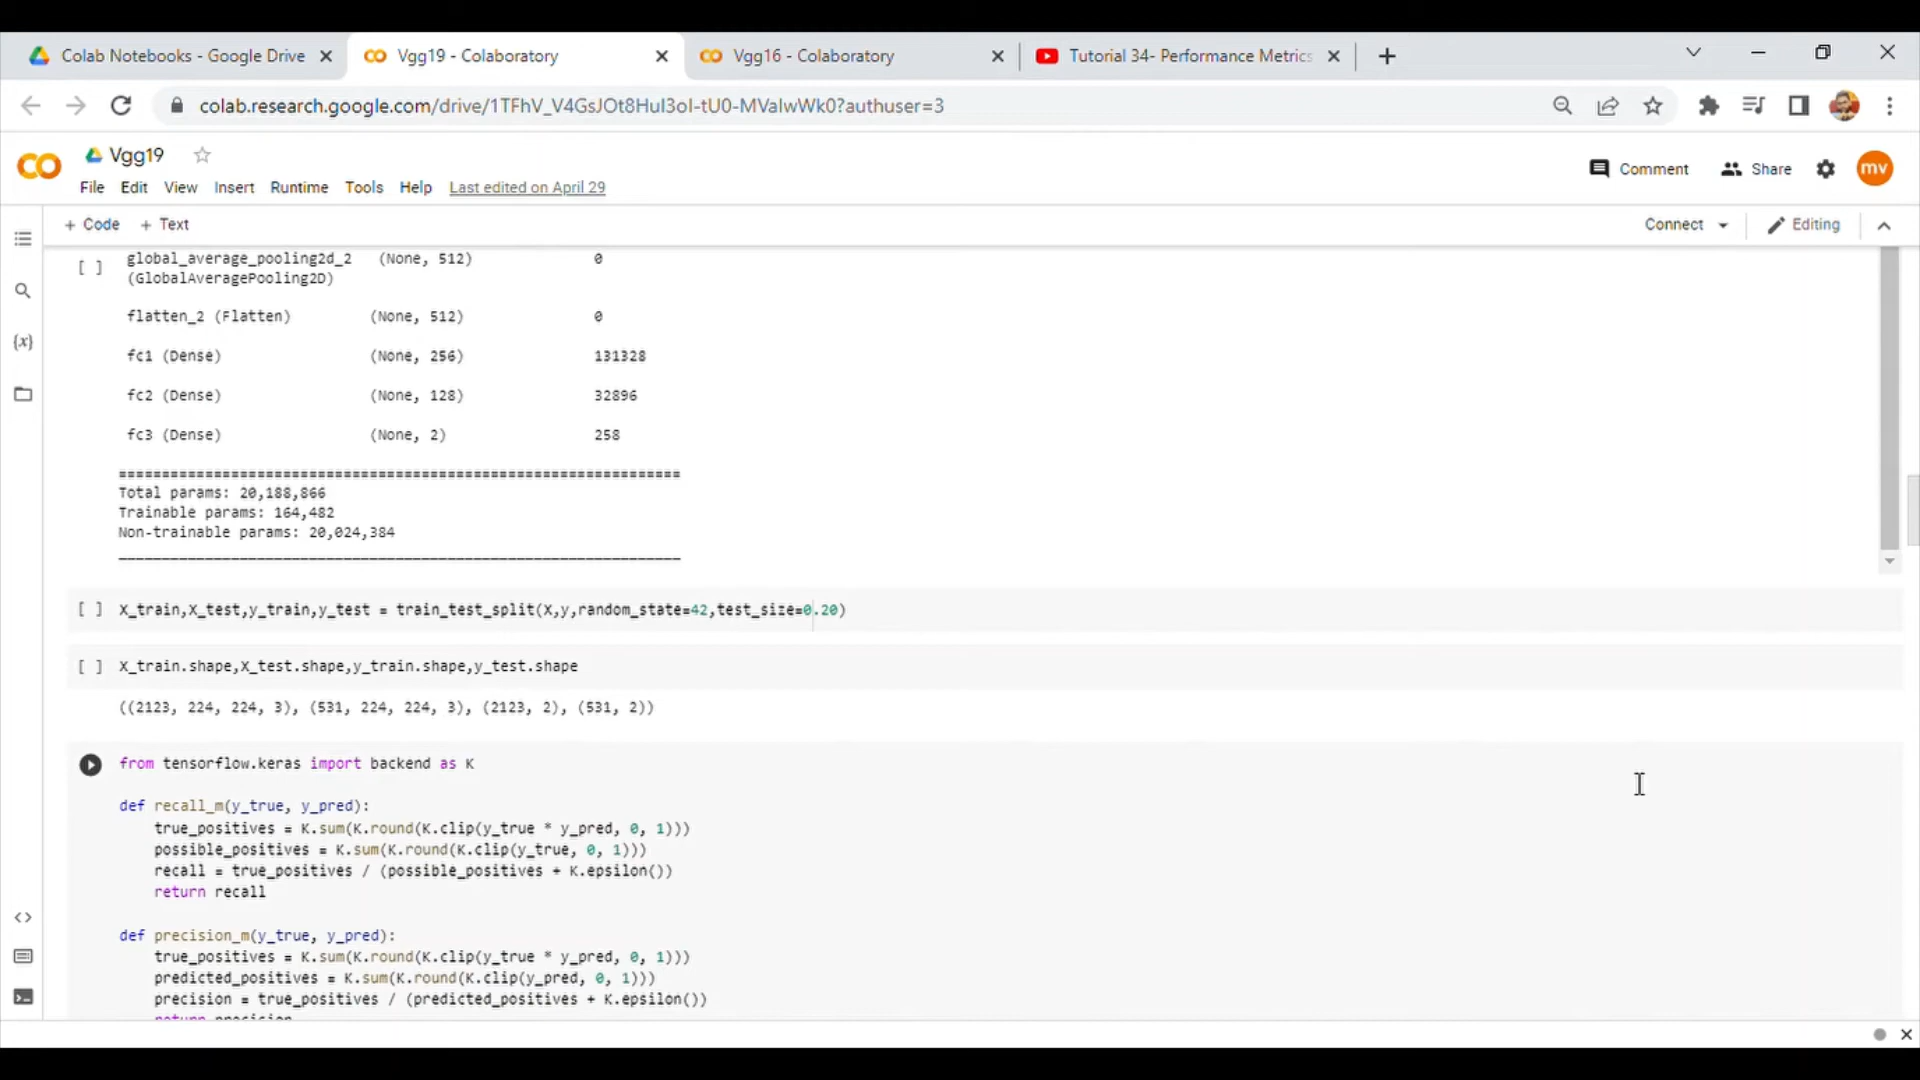 Colab Notebooks - Google Drive
Vgg19 - Colaboratory
Vgg16 - Colaboratory
Tutorial 34- Performance Metrics
colab.research.google.com/drive/1TFhV_V4GsJOt8HuI3oI-tU0-MValwWk0?authuser=3
Vgg19
Comment
Share
mv
File Edit View Insert Runtime Tools Help Last edited on April 29
+ Code + Text
Connect
Editing
[ ] global_average_pooling2d_2 (None, 512) 0
(GlobalAveragePooling2D)
flatten_2 (Flatten) (None, 512) 0
fc1 (Dense) (None, 256) 131328
fc2 (Dense) (None, 128) 32896
fc3 (Dense) (None, 2) 258
=================================================================
Total params: 20,188,866
Trainable params: 164,482
Non-trainable params: 20,024,384
_________________________________________________________________
[ ] X_train,X_test,y_train,y_test = train_test_split(X,y,random_state=42,test_size=0.20)
[ ] X_train.shape,X_test.shape,y_train.shape,y_test.shape
((2123, 224, 224, 3), (531, 224, 224, 3), (2123, 2), (531, 2))
from tensorflow.keras import backend as K
def recall_m(y_true, y_pred):
true_positives = K.sum(K.round(K.clip(y_true * y_pred, 0, 1)))
possible_positives = K.sum(K.round(K.clip(y_true, 0, 1)))
recall = true_positives / (possible_positives + K.epsilon())
return recall
def precision_m(y_true, y_pred):
true_positives = K.sum(K.round(K.clip(y_true * y_pred, 0, 1)))
predicted_positives = K.sum(K.round(K.clip(y_pred, 0, 1)))
precision = true_positives / (predicted_positives + K.epsilon())
return precision